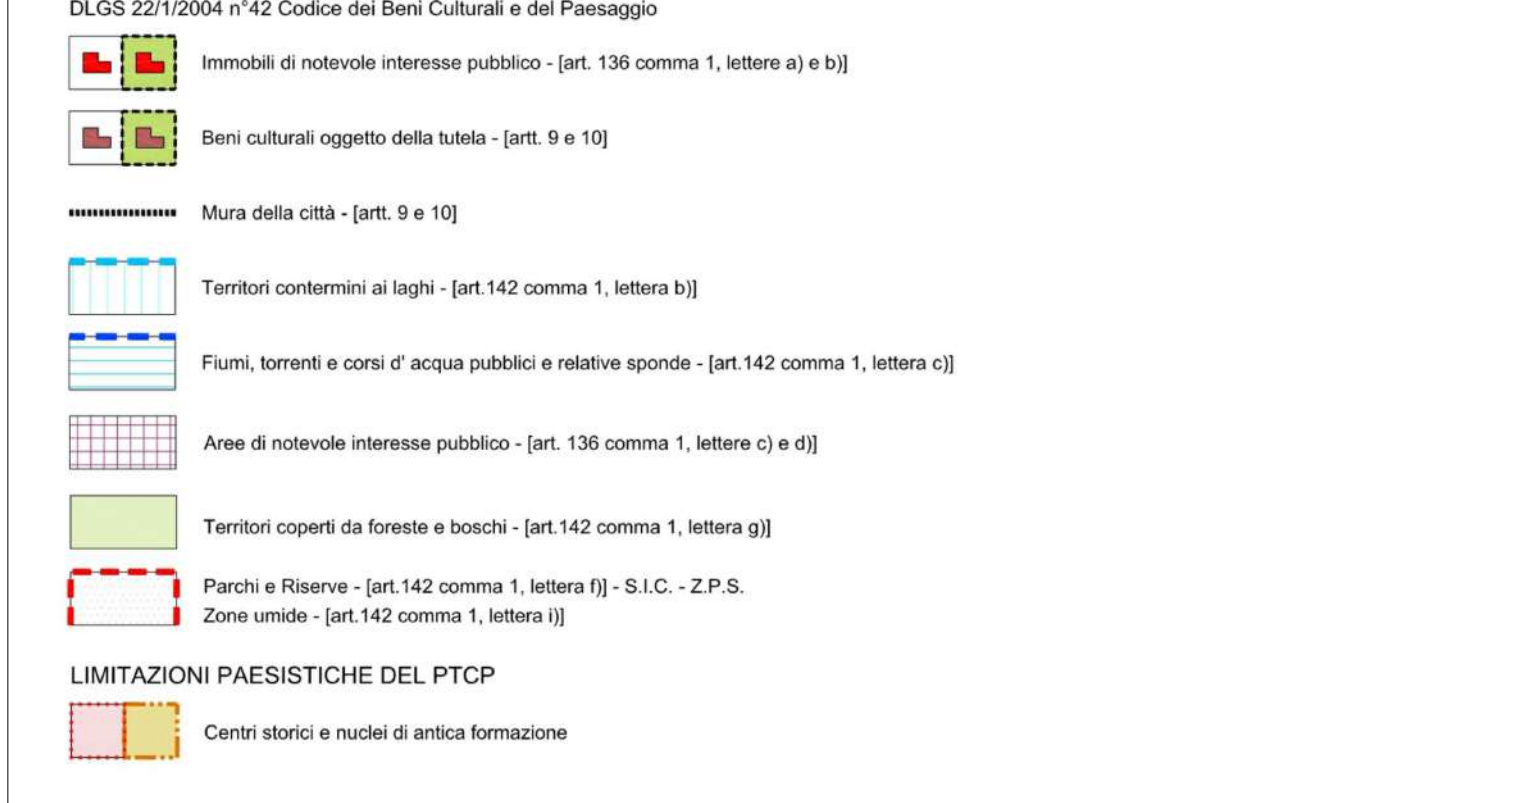 DLGS 22/1/2004 n°42 Codice dei Beni Culturali e del Paesaggio
Immobili di notevole interesse pubblico - [art. 136 comma 1, lettere a) e b)]
Beni culturali oggetto della tutela - [artt. 9 e 10]
Mura della città - [artt. 9 e 10]
Territori contermini ai laghi - [art.142 comma 1, lettera b)]
Fiumi, torrenti e corsi d' acqua pubblici e relative sponde - [art.142 comma 1, lettera c)]
Aree di notevole interesse pubblico - [art. 136 comma 1, lettere c) e d)]
Territori coperti da foreste e boschi - [art.142 comma 1, lettera g)]
Parchi e Riserve - [art.142 comma 1, lettera f)] - S.I.C. - Z.P.S.
Zone umide - [art.142 comma 1, lettera i)]
LIMITAZIONI PAESISTICHE DEL PTCP
Centri storici e nuclei di antica formazione